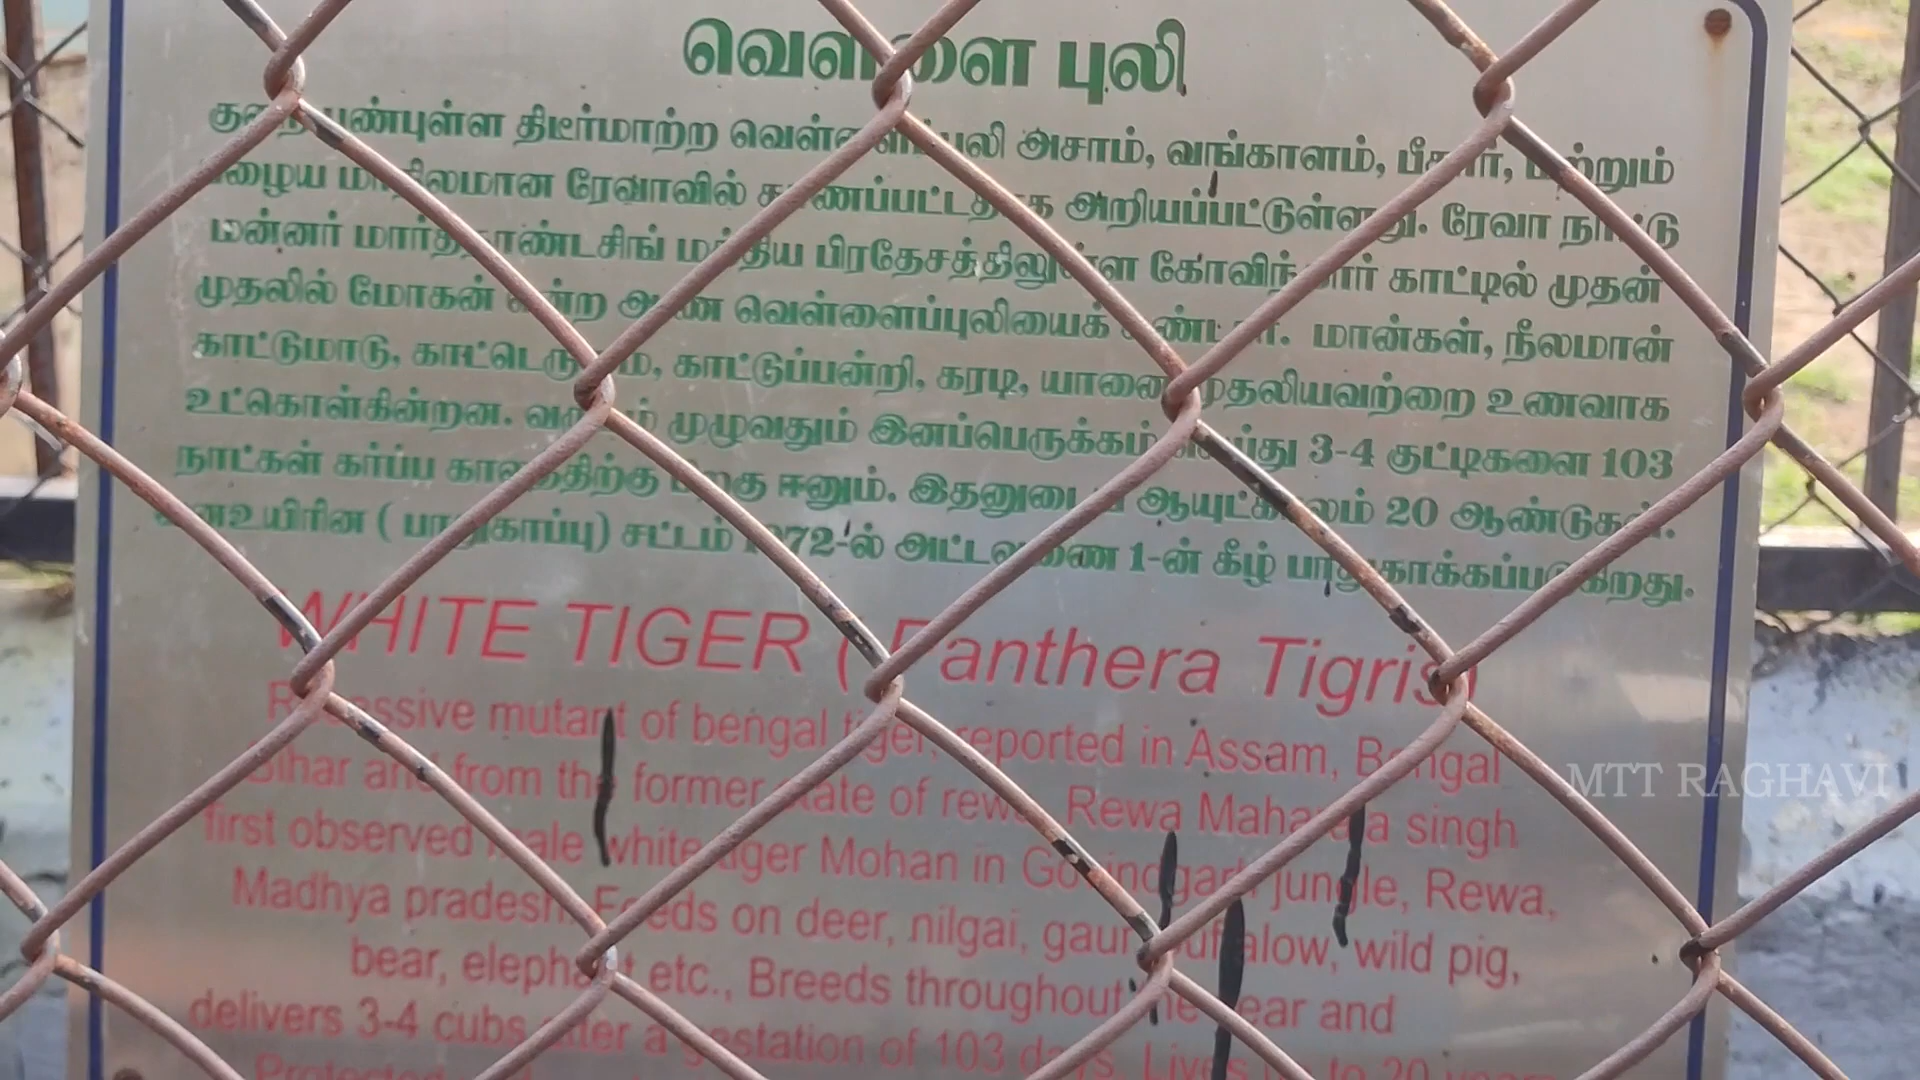 வெள்ளை புலி
திடீர்மாற்ற வெள்ளைப்புலி அசாம், வங்காளம், பீகார், மற்றும்
மாநிலமான ரேவாவில் காணப்பட்டதாக அறியப்பட்டுள்ளது. ரேவா நாட்டு
மன்னர் மார்த்தாண்டசிங் மத்திய பிரதேசத்திலுள்ள கோவிந்கார் காட்டில் முதன்
முதலில் மோகன் என்ற ஆண் வெள்ளைப்புலியைக் கண்டார். மான்கள், நீலமான்
காட்டுமாடு, காட்டெருமை, காட்டுப்பன்றி, கரடி, யானை முதலியவற்றை உணவாக
உட்கொள்கின்றன. வருடம் முழுவதும் இனப்பெருக்கம் செய்து 3-4 குட்டிகளை 103
நாட்கள் கர்ப்ப காலத்திற்கு பிறகு ஈனும். இதனுடைய ஆயுட்காலம் 20 ஆண்டுகள்.
( பாதுகாப்பு) சட்டம் 1972-ல் அட்டவணை 1-ன் கீழ் பாதுகாக்கப்படுகிறது.
WHITE TIGER ( Panthera Tigris)
Recessive mutant of bengal tiger, reported in Assam, Bengal
Bihar and from the former state of rewa, Rewa Maharaja singh
first observed male white tiger Mohan in Govindgarh jungle, Rewa,
Madhya pradesh. Feeds on deer, nilgai, gaur buffalow, wild pig,
bear, elephant etc., Breeds throughout the year and
delivers 3-4 cubs after a gestation of 103 days. Lives up to 20 years
Protected
MTT RAGHAVI